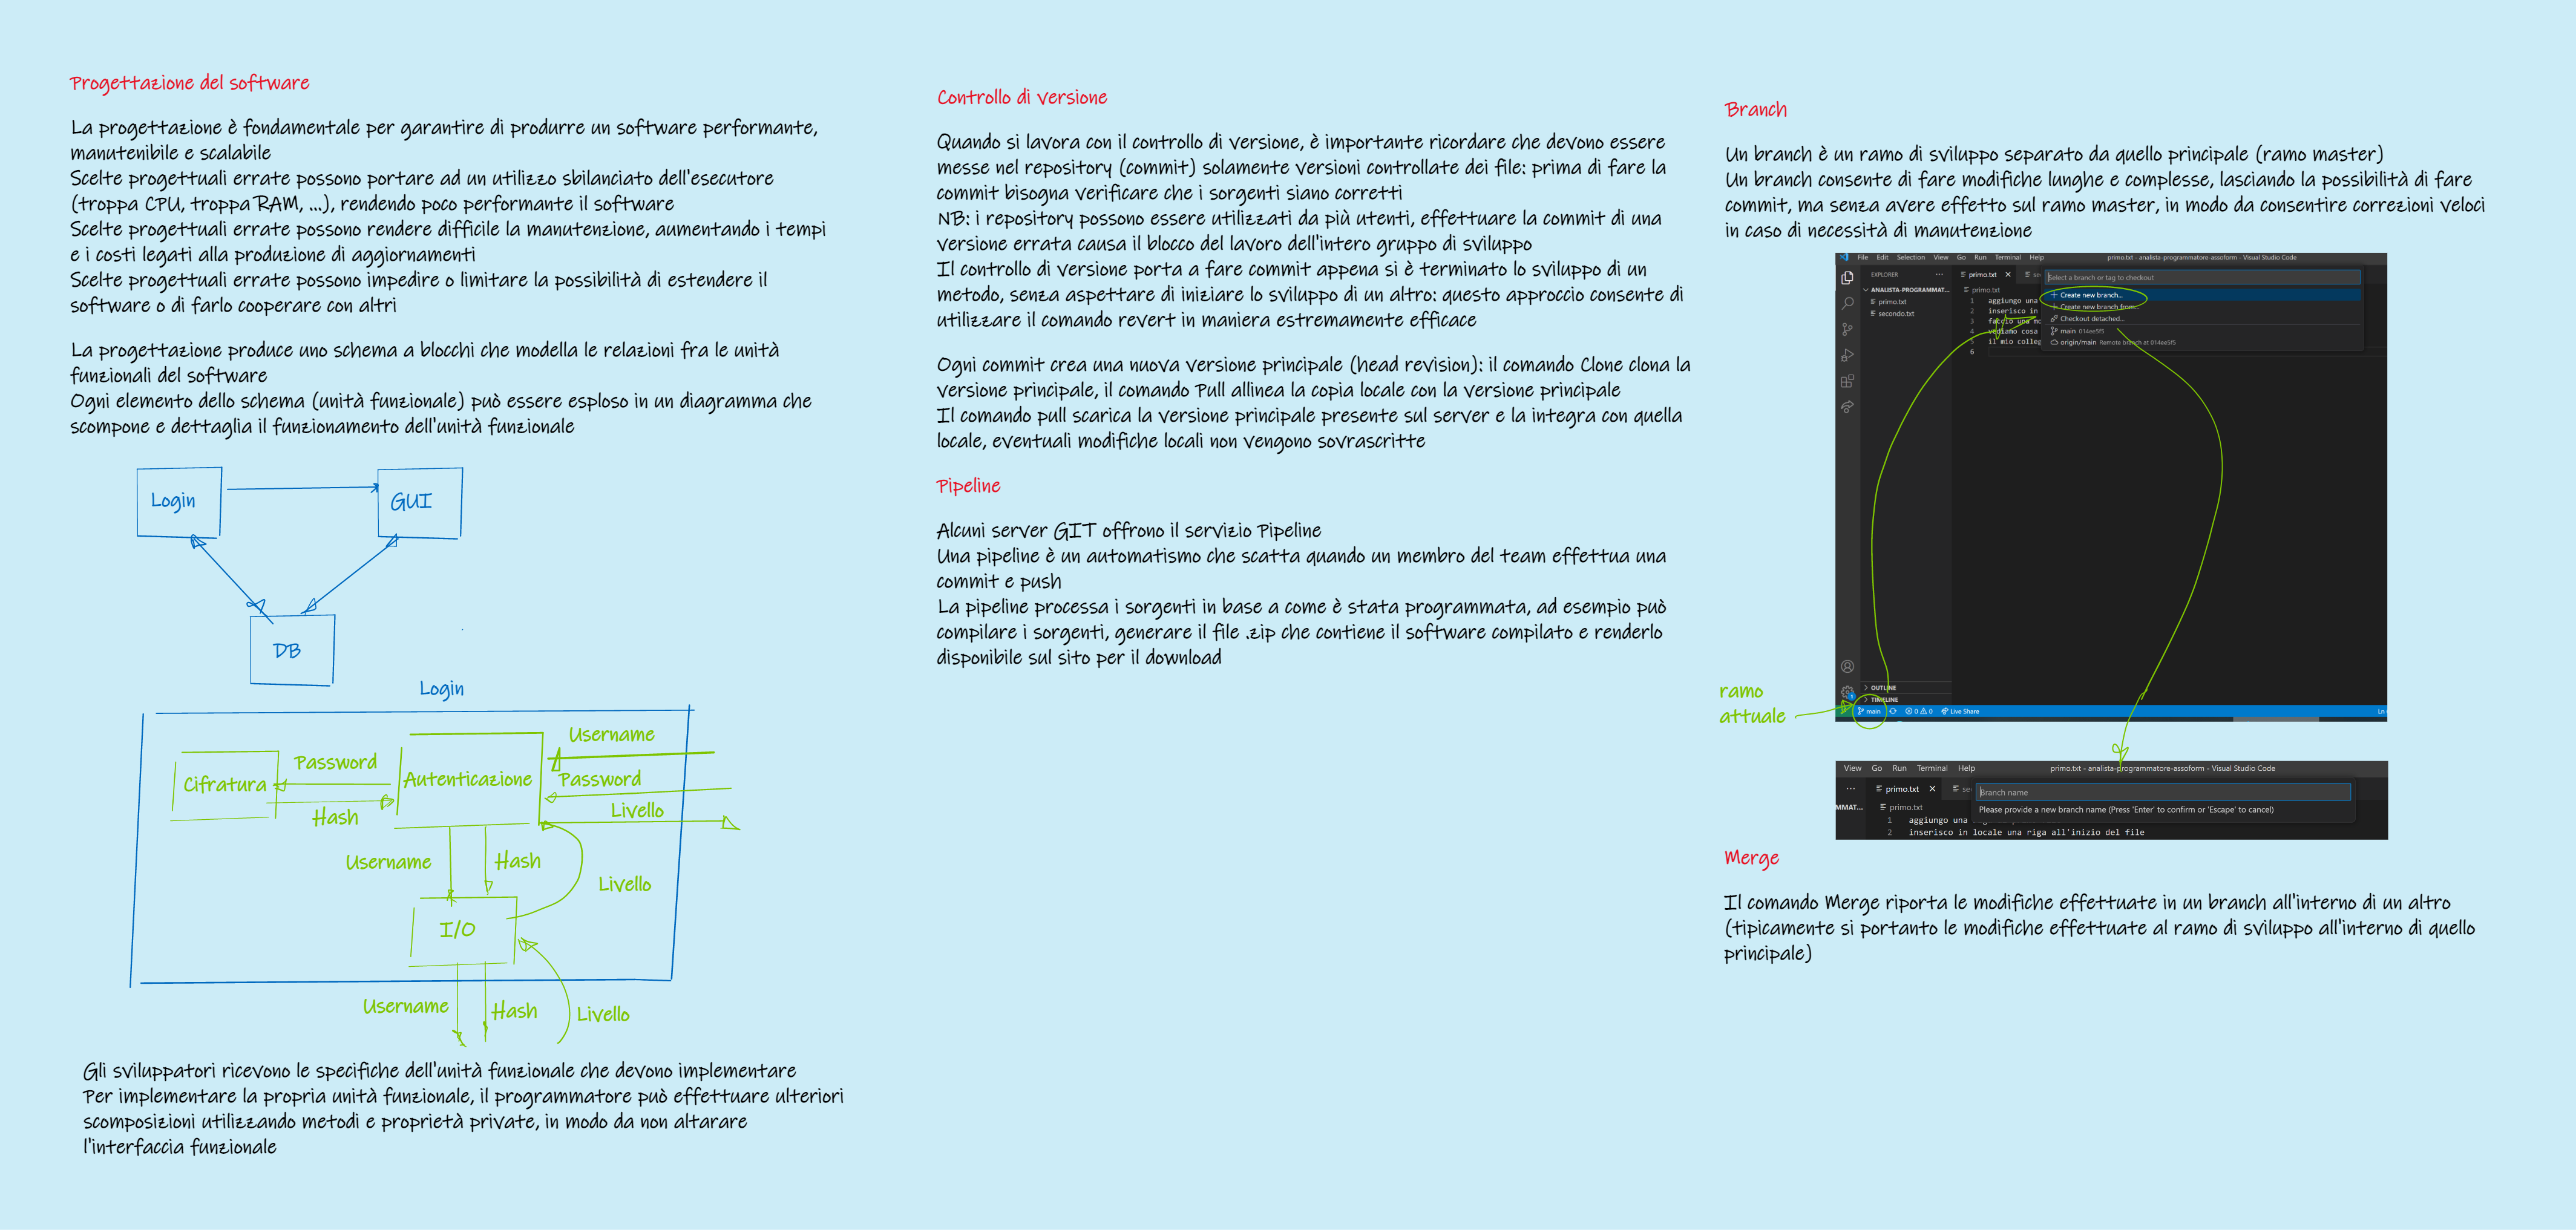 Progettazione del software
La progettazione è fondamentale per garantire di produrre un software performante,
manutenibile e scalabile
Scelte progettuali errate possono portare ad un utilizzo sbilanciato dell'esecutore
(troppa CPU, troppa RAM, ...), rendendo poco performante il software
Scelte progettuali errate possono rendere difficile la manutenzione, aumentando i tempi
e i costi legati alla produzione di aggiornamenti
Scelte progettuali errate possono impedire o limitare la possibilità di estendere il
software o di farlo cooperare con altri
La progettazione produce uno schema a blocchi che modella le relazioni fra le unità
funzionali del software
Ogni elemento dello schema (unità funzionale) può essere esploso in un diagramma che
scompone e dettaglia il funzionamento dell'unità funzionale
Login
GUI
DB
Login
Username
Password
Cifratura
Autenticazione
Password
Hash
Livello
Username
Hash
Livello
I/O
Username
Hash
Livello
Gli sviluppatori ricevono le specifiche dell'unità funzionale che devono implementare
Per implementare la propria unità funzionale, il programmatore può effettuare ulteriori
scomposizioni utilizzando metodi e proprietà private, in modo da non altarare
l'interfaccia funzionale
Controllo di versione
Quando si lavora con il controllo di versione, è importante ricordare che devono essere
messe nel repository (commit) solamente versioni controllate dei file: prima di fare la
commit bisogna verificare che i sorgenti siano corretti
NB: i repository possono essere utilizzati da più utenti, effettuare la commit di una
versione errata causa il blocco del lavoro dell'intero gruppo di sviluppo
Il controllo di versione porta a fare commit appena si è terminato lo sviluppo di un
metodo, senza aspettare di iniziare lo sviluppo di un altro: questo approccio consente di
utilizzare il comando revert in maniera estremamente efficace
Ogni commit crea una nuova versione principale (head revision): il comando Clone clona la
versione principale, il comando Pull allinea la copia locale con la versione principale
Il comando pull scarica la versione principale presente sul server e la integra con quella
locale, eventuali modifiche locali non vengono sovrascritte
Pipeline
Alcuni server GIT offrono il servizio Pipeline
Una pipeline è un automatismo che scatta quando un membro del team effettua una
commit e push
La pipeline processa i sorgenti in base a come è stata programmata, ad esempio può
compilare i sorgenti, generare il file .zip che contiene il software compilato e renderlo
disponibile sul sito per il download
Branch
Un branch è un ramo di sviluppo separato da quello principale (ramo master)
Un branch consente di fare modifiche lunghe e complesse, lasciando la possibilità di fare
commit, ma senza avere effetto sul ramo master, in modo da consentire correzioni veloci
in caso di necessità di manutenzione
File Edit Selection View Go Run Terminal Help primo.txt - analista-programmatore-assoform - Visual Studio Code
EXPLORER ... primo.txt
Select a branch or tag to checkout
ANALISTA-PROGRAMMAT...
primo.txt
Create new branch...
primo.txt
1 aggiungo una
Create new branch from...
secondo.txt
2 inserisco in
Checkout detached...
3 faccio una
main 014ee5f5
4 vediamo cosa
origin/main Remote branch at 014ee5f5
5 il mio colleg
6
OUTLINE
TIMELINE
main 0 0 Live Share
Ln
ramo
attuale
View Go Run Terminal Help primo.txt - analista-programmatore-assoform - Visual Studio Code
... primo.txt
Branch name
MMAT... primo.txt
Please provide a new branch name (Press 'Enter' to confirm or 'Escape' to cancel)
1 aggiungo una
2 inserisco in locale una riga all'inizio del file
Merge
Il comando Merge riporta le modifiche effettuate in un branch all'interno di un altro
(tipicamente si portanto le modifiche effettuate al ramo di sviluppo all'interno di quello
principale)